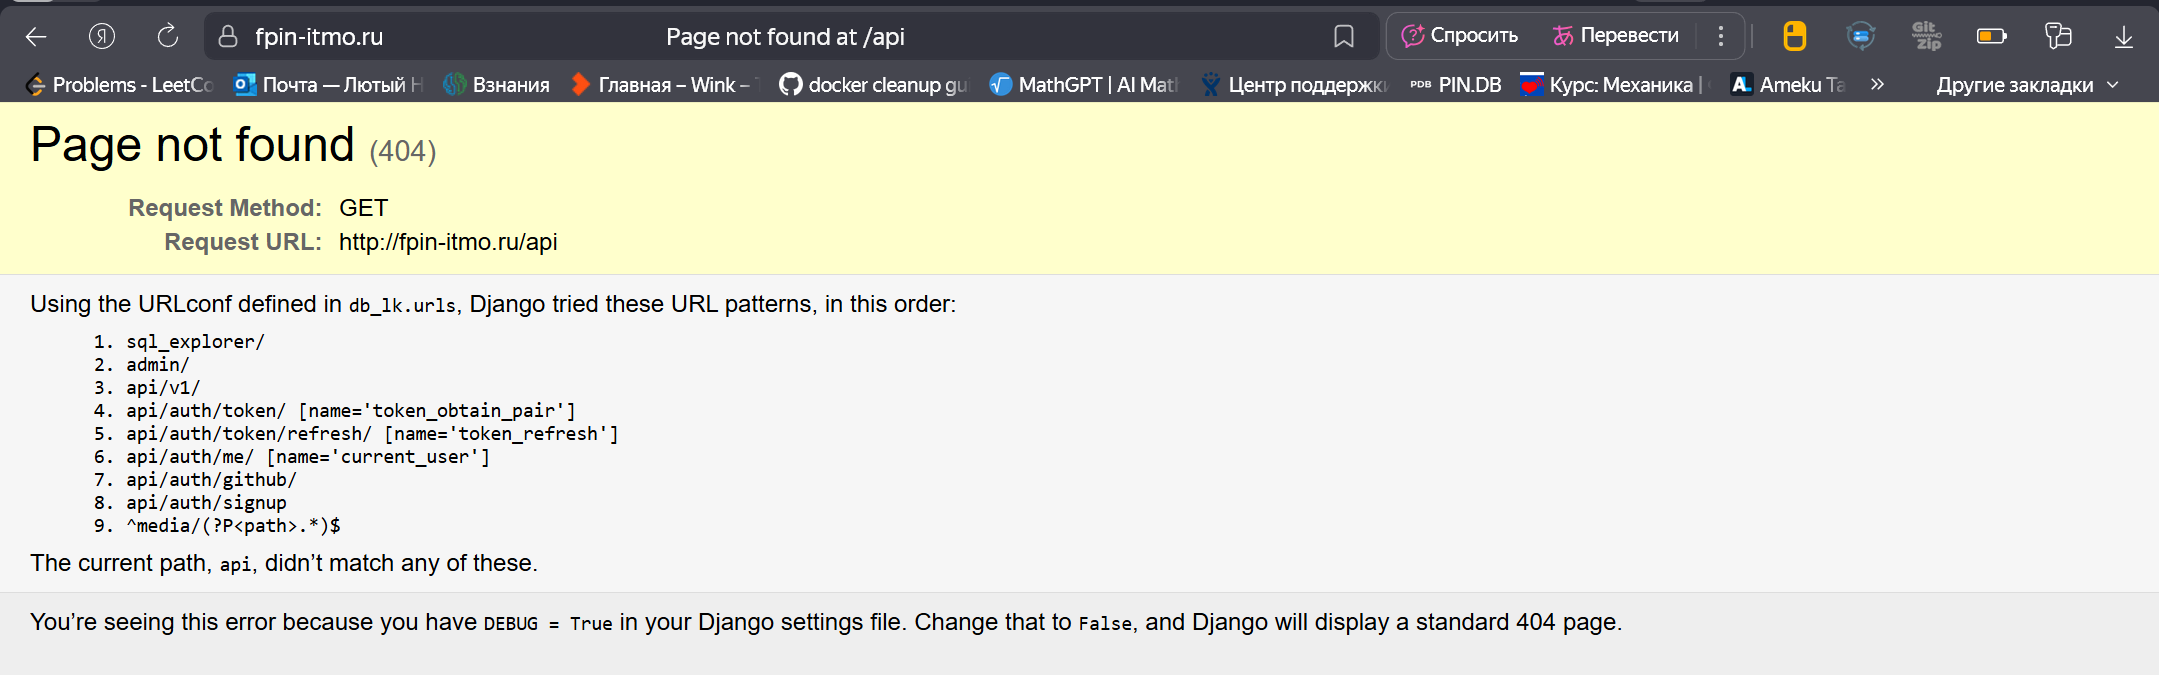 fpin-itmo.ru Page not found at /api Спросить Перевести Git Zip
Problems - LeetCo Почта — Лютый Н Взнания Главная – Wink – docker cleanup gu MathGPT | AI Mat Центр поддержки PDB PIN.DB Курс: Механика | A. Ameku Ta » Другие закладки
Page not found (404)
Request Method: GET
Request URL: http://fpin-itmo.ru/api
Using the URLconf defined in db_lk.urls, Django tried these URL patterns, in this order:
1. sql_explorer/
2. admin/
3. api/v1/
4. api/auth/token/ [name='token_obtain_pair']
5. api/auth/token/refresh/ [name='token_refresh']
6. api/auth/me/ [name='current_user']
7. api/auth/github/
8. api/auth/signup
9. ^media/(?P<path>.*)$
The current path, api, didn’t match any of these.
You’re seeing this error because you have DEBUG = True in your Django settings file. Change that to False, and Django will display a standard 404 page.